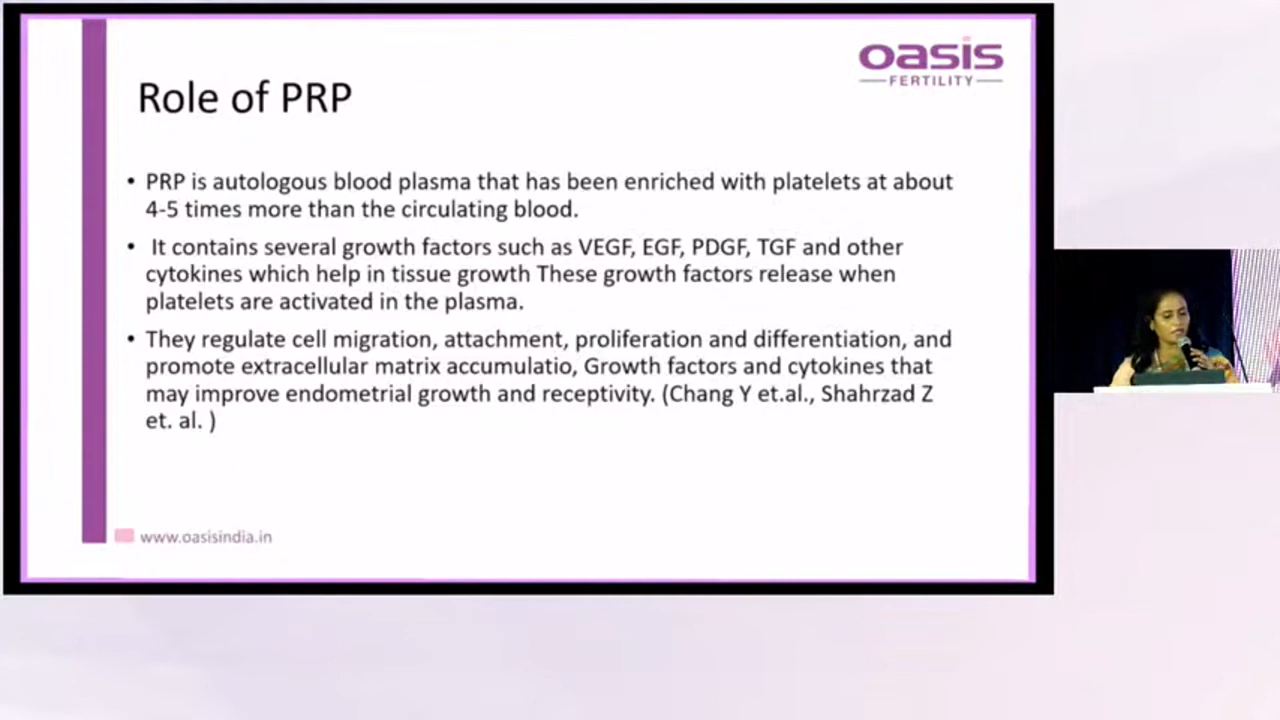 oasis
FERTILITY
Role of PRP
• PRP is autologous blood plasma that has been enriched with platelets at about
4-5 times more than the circulating blood.
• It contains several growth factors such as VEGF, EGF, PDGF, TGF and other
cytokines which help in tissue growth These growth factors release when
platelets are activated in the plasma.
• They regulate cell migration, attachment, proliferation and differentiation, and
promote extracellular matrix accumulatio, Growth factors and cytokines that
may improve endometrial growth and receptivity. (Chang Y et.al., Shahrzad Z
et. al. )
www.oasisindia.in